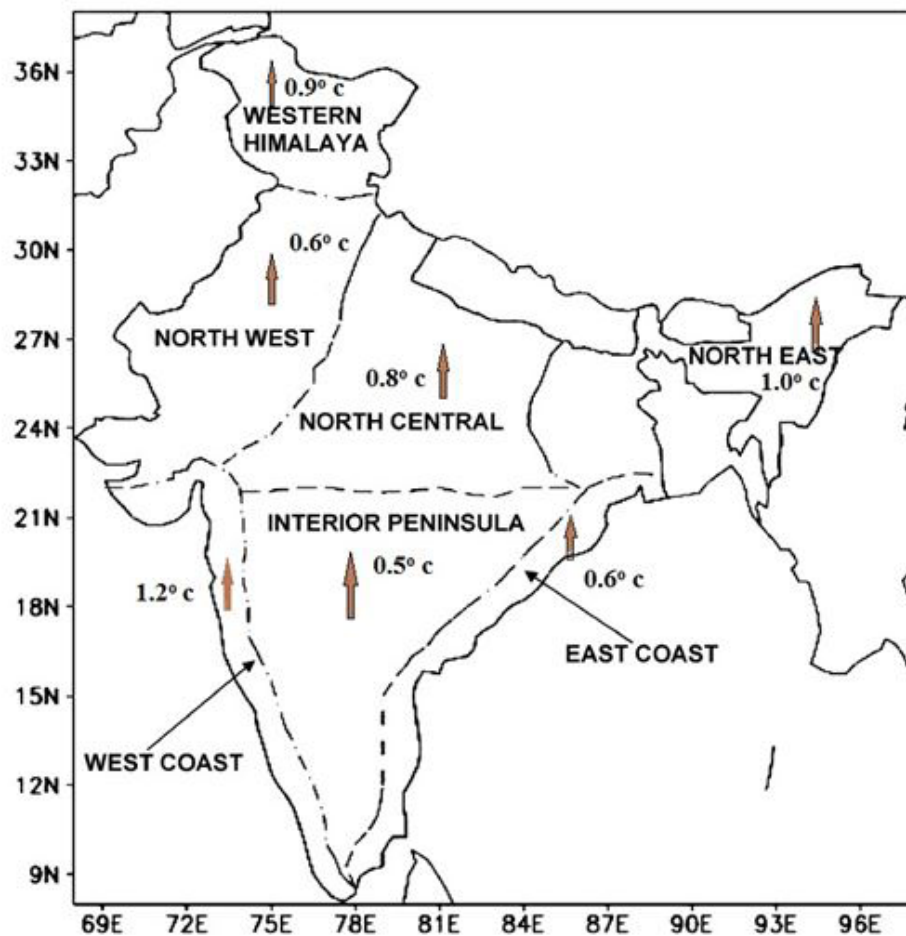 36N
0.9° c
WESTERN
HIMALAYA
33N
30N
0.6° c
27N
NORTH WEST
NORTH EAST
1.0° c
0.8° c
NORTH CENTRAL
24N
21N
INTERIOR PENINSULA
1.2° c
0.5° c
0.6° c
18N
EAST COAST
15N
WEST COAST
12N
9N
69E 72E 75E 78E 81E 84E 87E 90E 93E 96E